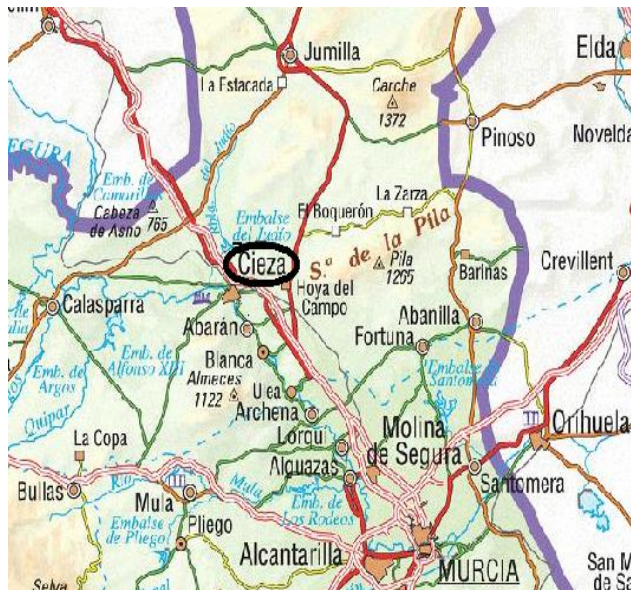 Jumilla
Elda
La Estacada
Carche
1372
Pinoso
Novelda
SEGURA
Emb. de
Camarillas
Cabeza
de Asno
765
del Judío
Embalse
del Judío
El Boquerón
La Zarza
S.ª de la Pila
Pila
1265
Cieza
Hoya del
Campo
Barinas
Crevillent
Calasparra
Abarán
Abanilla
Fortuna
Emb. de
Argos
Emb. de
Alfonso XIII
Blanca
Almeces
1122
Ulea
Archena
Embalse
de Santomera
Quipar
La Copa
Lorquí
Molina
de Segura
Orihuela
Alguazas
Santomera
Bullas
Mula
Mula
Emb. de
Los Rodeos
Embalse
de Pliego
Pliego
Alcantarilla
MURCIA
San M
de Sa
Selva